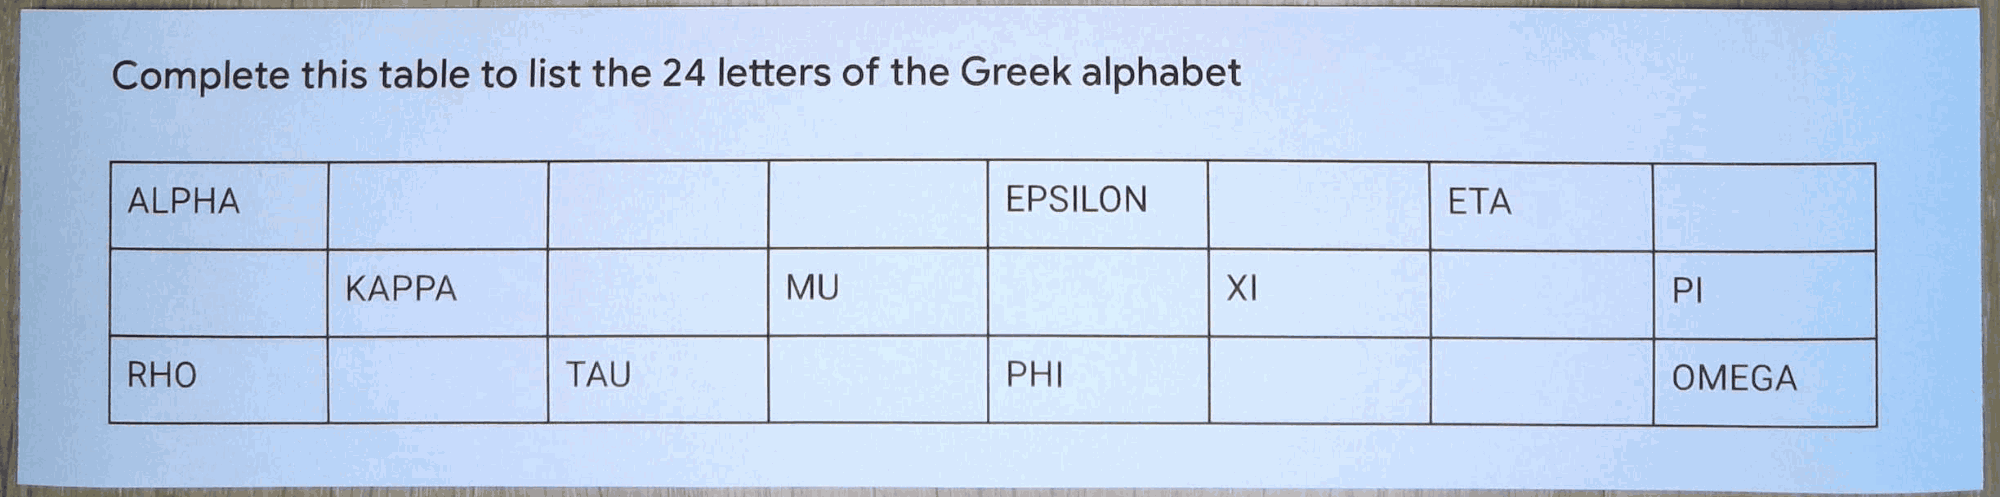 Complete this table to list the 24 letters of the Greek alphabet
ALPHA EPSILON ETA
KAPPA MU XI PI
RHO TAU PHI OMEGA